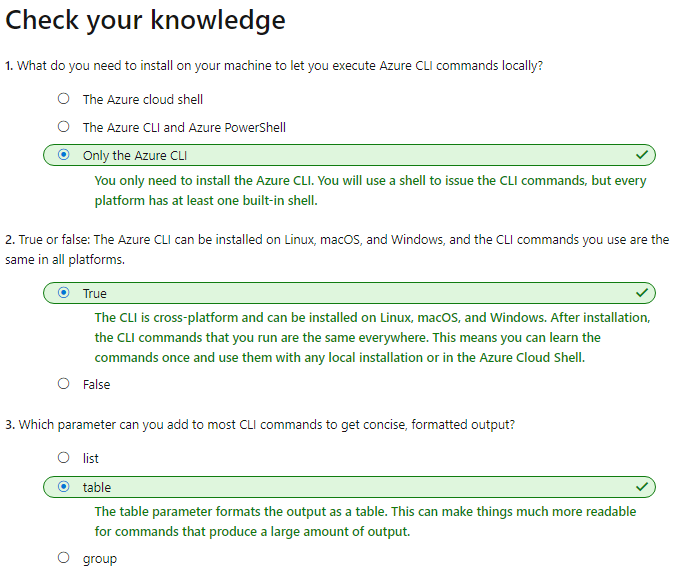 Check your knowledge
1. What do you need to install on your machine to let you execute Azure CLI commands locally?
The Azure cloud shell
The Azure CLI and Azure PowerShell
Only the Azure CLI
You only need to install the Azure CLI. You will use a shell to issue the CLI commands, but every
platform has at least one built-in shell.
2. True or false: The Azure CLI can be installed on Linux, macOS, and Windows, and the CLI commands you use are the
same in all platforms.
True
The CLI is cross-platform and can be installed on Linux, macOS, and Windows. After installation,
the CLI commands that you run are the same everywhere. This means you can learn the
commands once and use them with any local installation or in the Azure Cloud Shell.
False
3. Which parameter can you add to most CLI commands to get concise, formatted output?
list
table
The table parameter formats the output as a table. This can make things much more readable
for commands that produce a large amount of output.
group